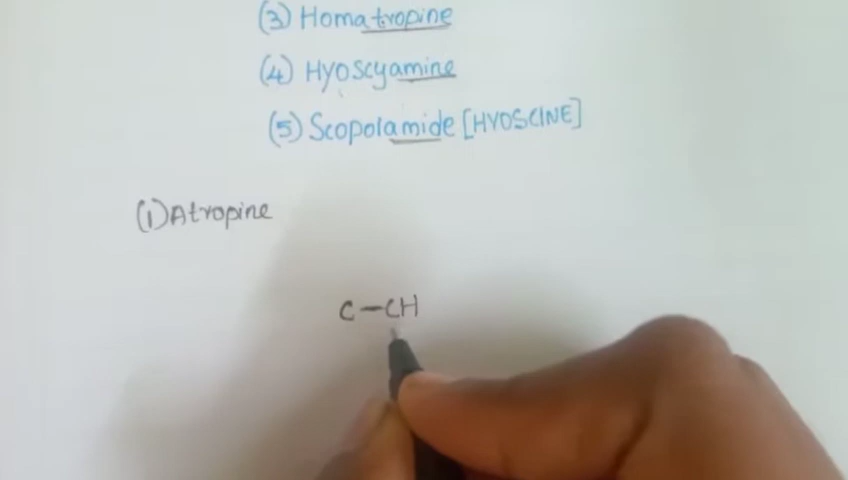 (3) Homatropine
(4) Hyoscyamine
(5) Scopolamide [HYOSCINE]
(1) Atropine
C-CH